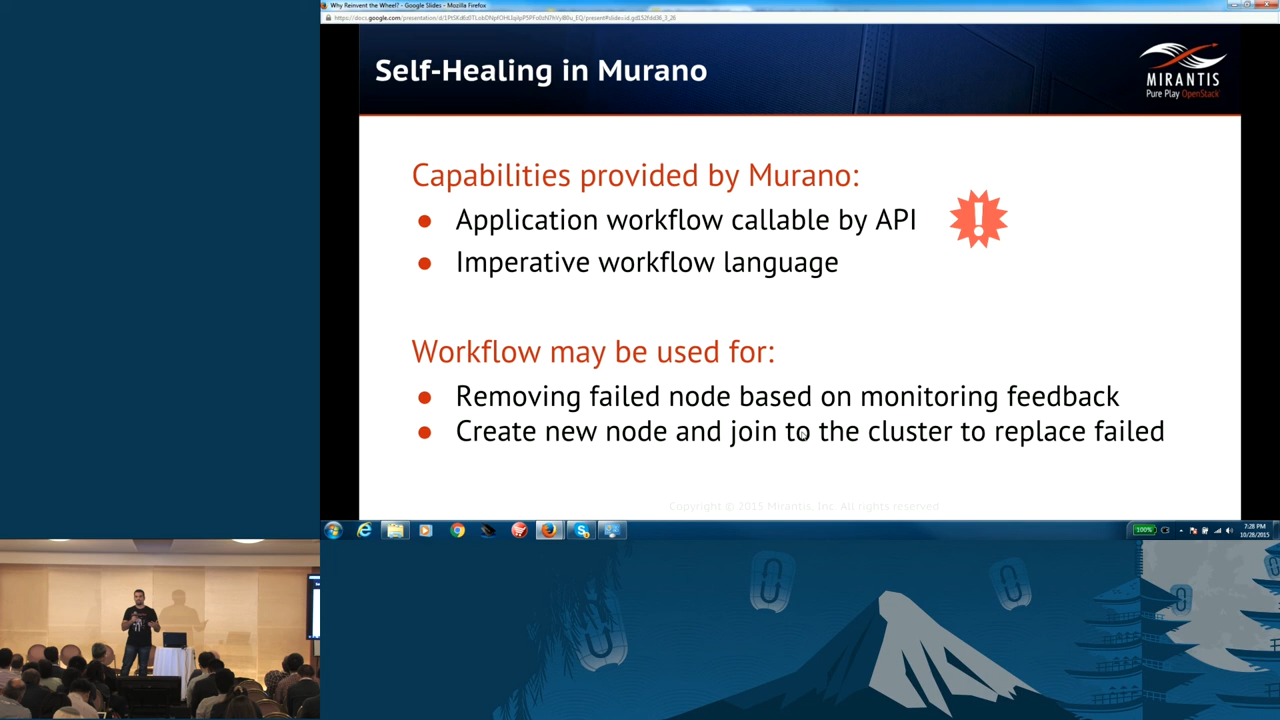 Why Reinvent the Wheel? - Google Slides - Mozilla Firefox
Self-Healing in Murano
MIRANTIS
Pure Play OpenStack
Capabilities provided by Murano:
● Application workflow callable by API
!
● Imperative workflow language
Workflow may be used for:
● Removing failed node based on monitoring feedback
● Create new node and join to the cluster to replace failed
Copyright © 2015 Mirantis, Inc. All rights reserved
100%
7:28 PM
10/28/2015